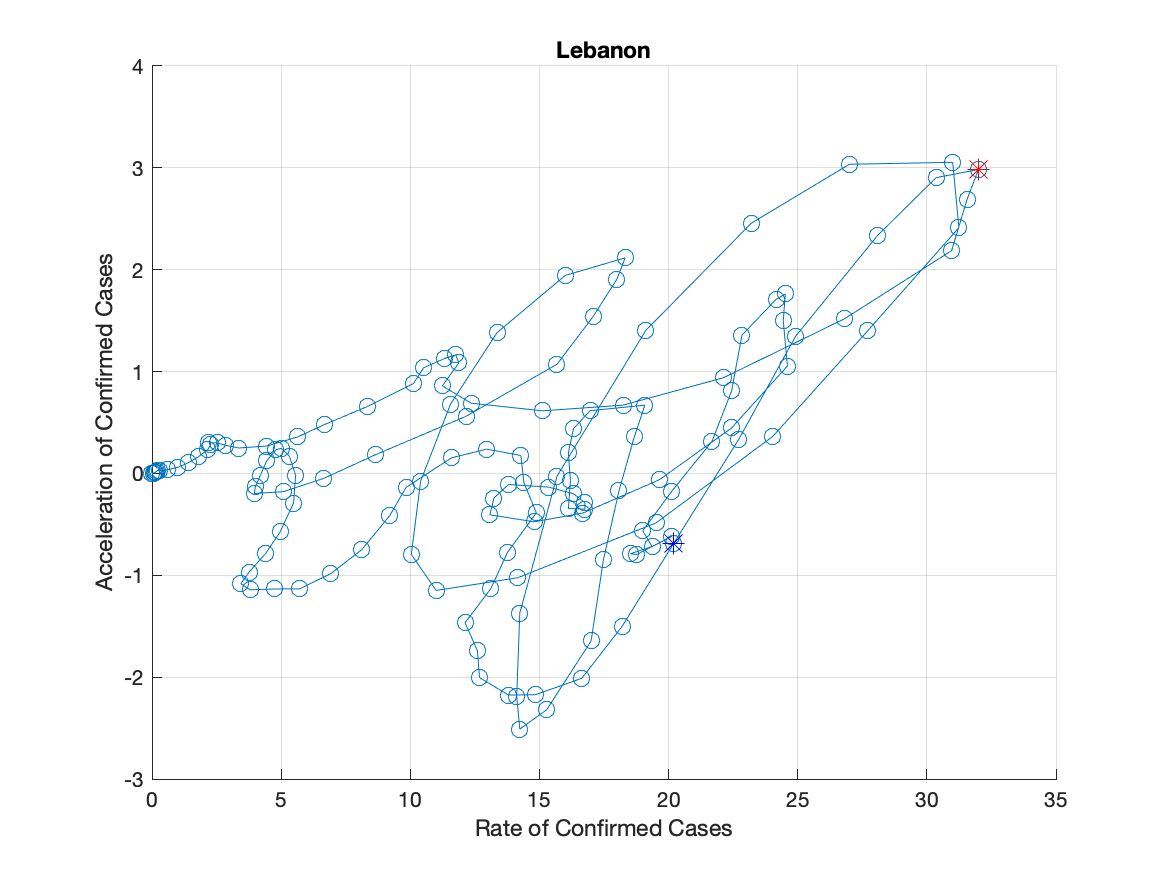 Lebanon
4
3
2
1
0
-1
-2
-3
Acceleration of Confirmed Cases
0 5 10 15 20 25 30 35
Rate of Confirmed Cases